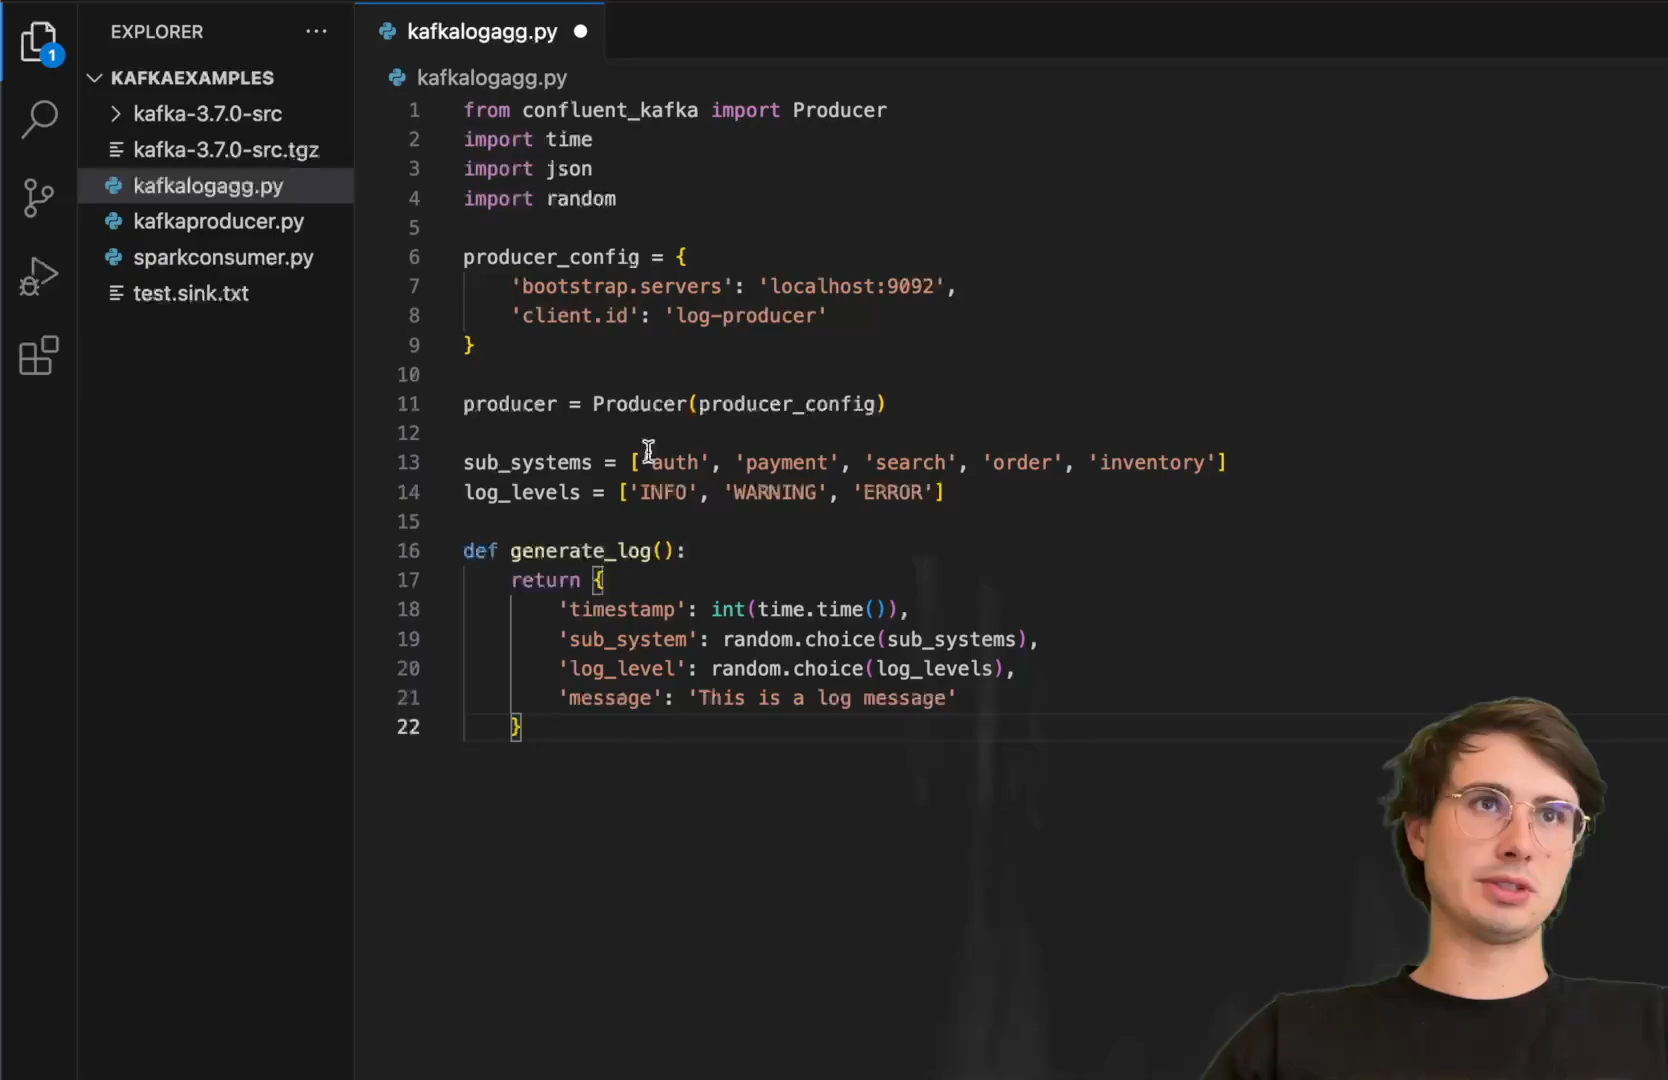 EXPLORER ...
kafkalogagg.py
1
KAFKAEXAMPLES
kafka-3.7.0-src
kafka-3.7.0-src.tgz
kafkalogagg.py
kafkaproducer.py
sparkconsumer.py
test.sink.txt
kafkalogagg.py
1 from confluent_kafka import Producer
2 import time
3 import json
4 import random
5
6 producer_config = {
7 'bootstrap.servers': 'localhost:9092',
8 'client.id': 'log-producer'
9 }
10
11 producer = Producer(producer_config)
12
13 sub_systems = ['auth', 'payment', 'search', 'order', 'inventory']
14 log_levels = ['INFO', 'WARNING', 'ERROR']
15
16 def generate_log():
17 return {
18 'timestamp': int(time.time()),
19 'sub_system': random.choice(sub_systems),
20 'log_level': random.choice(log_levels),
21 'message': 'This is a log message'
22 }